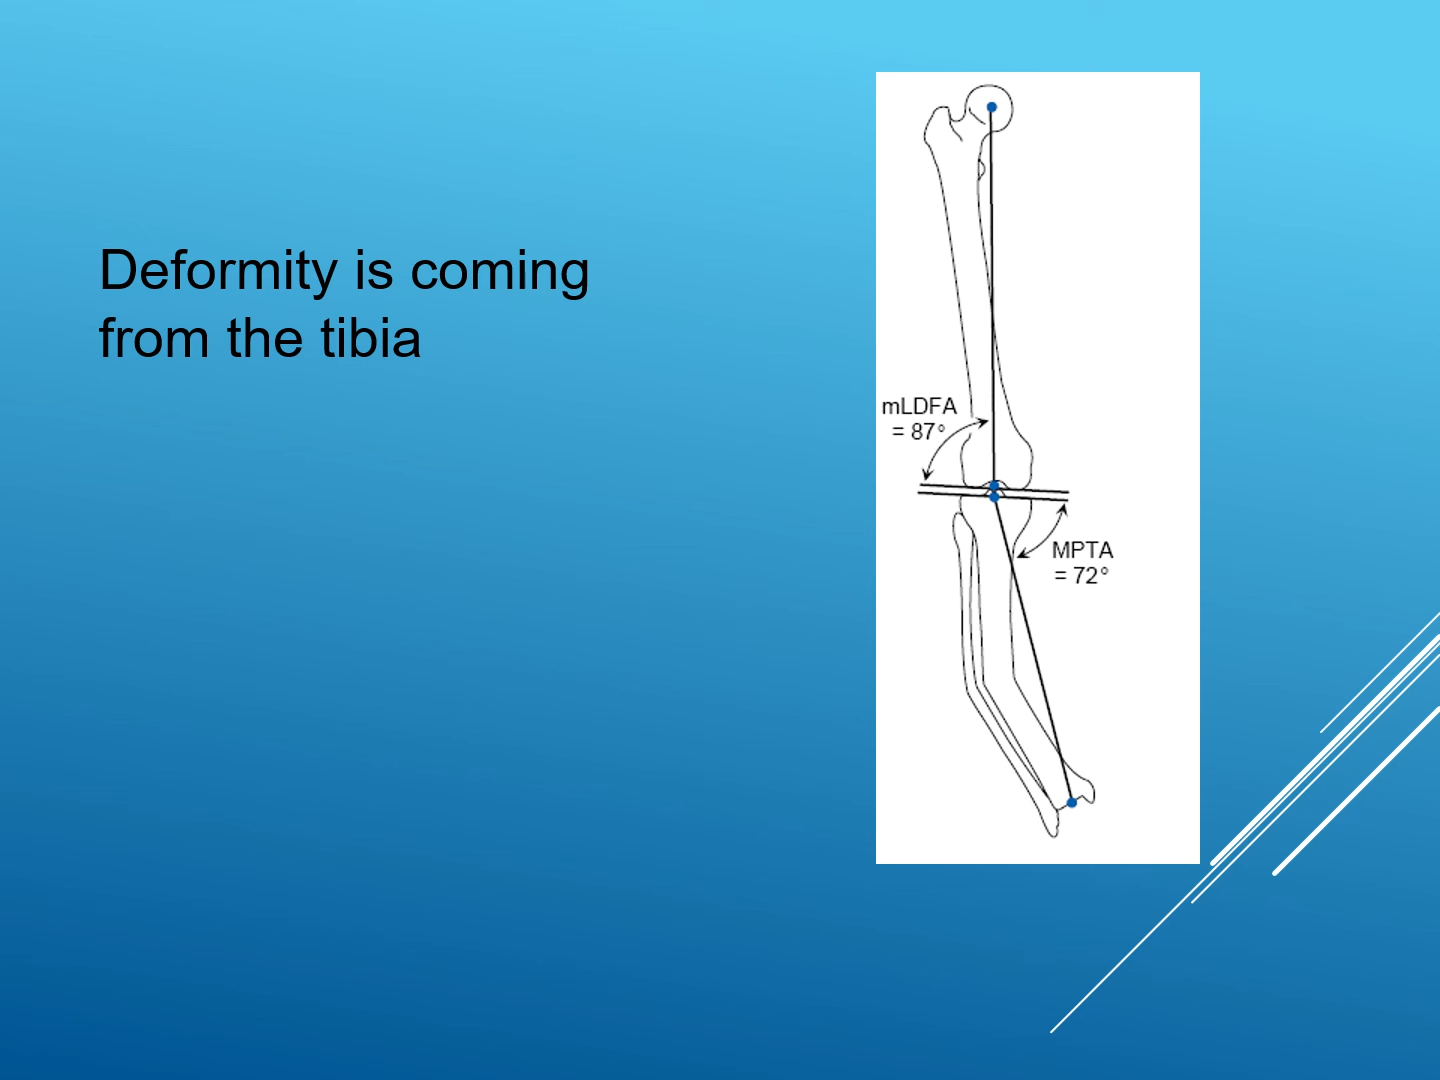 Deformity is coming
from the tibia
mLDFA
= 87°
MPTA
= 72°